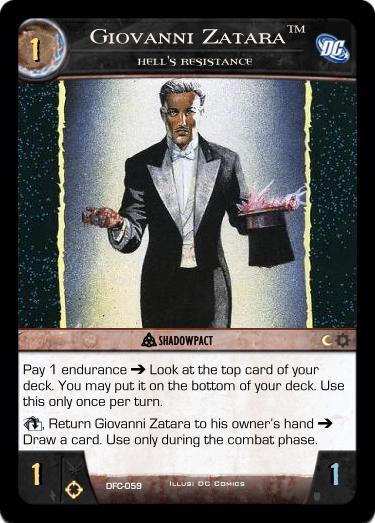 1
GIOVANNI ZATARA™
HELL'S RESISTANCE
DC
SHADOWPACT
Pay 1 endurance ➔ Look at the top card of your
deck. You may put it on the bottom of your deck. Use
this only once per turn.
, Return Giovanni Zatara to his owner's hand ➔
Draw a card. Use only during the combat phase.
1
DFC-059
ILLUS: DC COMICS
1